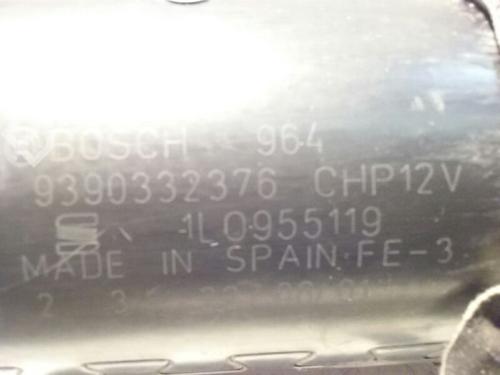 BOSCH 964
9390332376 CHP12V
1L0955119
MADE IN SPAIN FE-3